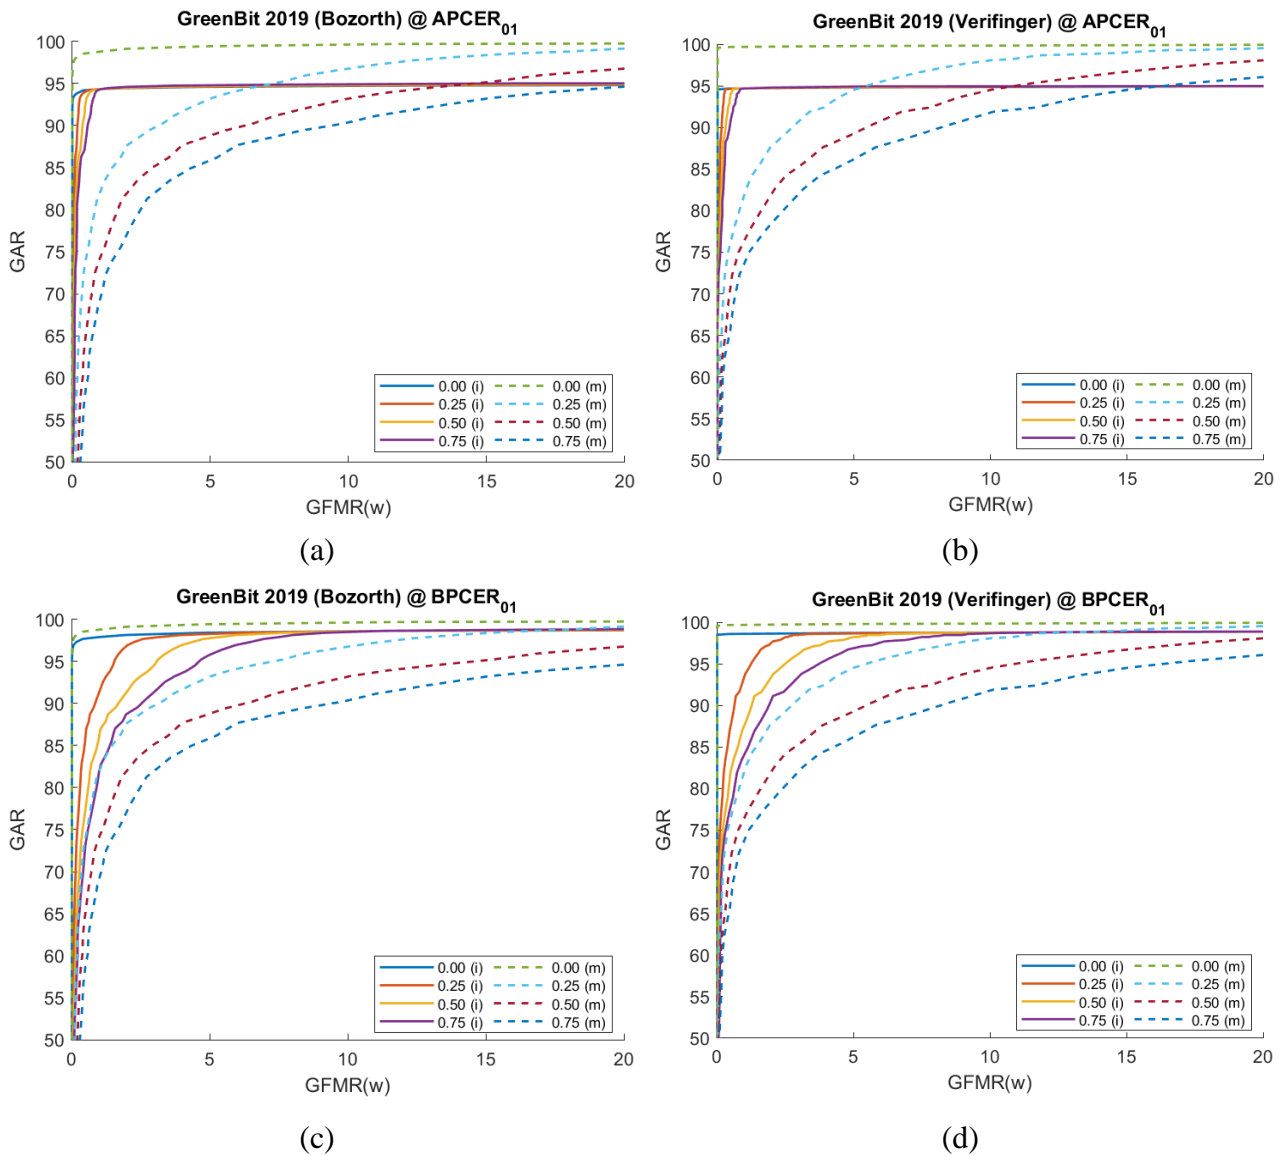 GreenBit 2019 (Bozorth) @ APCER01
100
95
90
85
80
75
70
65
60
55
50
GAR
0 5 10 15 20
GFMR(w)
0.00 (i) 0.00 (m)
0.25 (i) 0.25 (m)
0.50 (i) 0.50 (m)
0.75 (i) 0.75 (m)
(a)
GreenBit 2019 (Verifinger) @ APCER01
100
95
90
85
80
75
70
65
60
55
50
GAR
0 5 10 15 20
GFMR(w)
0.00 (i) 0.00 (m)
0.25 (i) 0.25 (m)
0.50 (i) 0.50 (m)
0.75 (i) 0.75 (m)
(b)
GreenBit 2019 (Bozorth) @ BPCER01
100
95
90
85
80
75
70
65
60
55
50
GAR
0 5 10 15 20
GFMR(w)
0.00 (i) 0.00 (m)
0.25 (i) 0.25 (m)
0.50 (i) 0.50 (m)
0.75 (i) 0.75 (m)
(c)
GreenBit 2019 (Verifinger) @ BPCER01
100
95
90
85
80
75
70
65
60
55
50
GAR
0 5 10 15 20
GFMR(w)
0.00 (i) 0.00 (m)
0.25 (i) 0.25 (m)
0.50 (i) 0.50 (m)
0.75 (i) 0.75 (m)
(d)